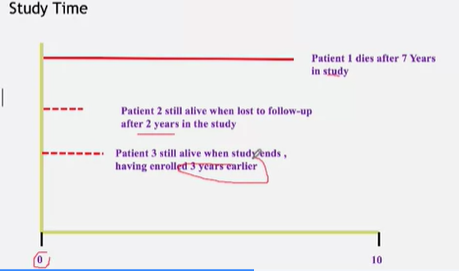 Study Time
Patient 1 dies after 7 Years
in study
Patient 2 still alive when lost to follow-up
after 2 years in the study
Patient 3 still alive when study ends ,
having enrolled 3 years earlier
0
10